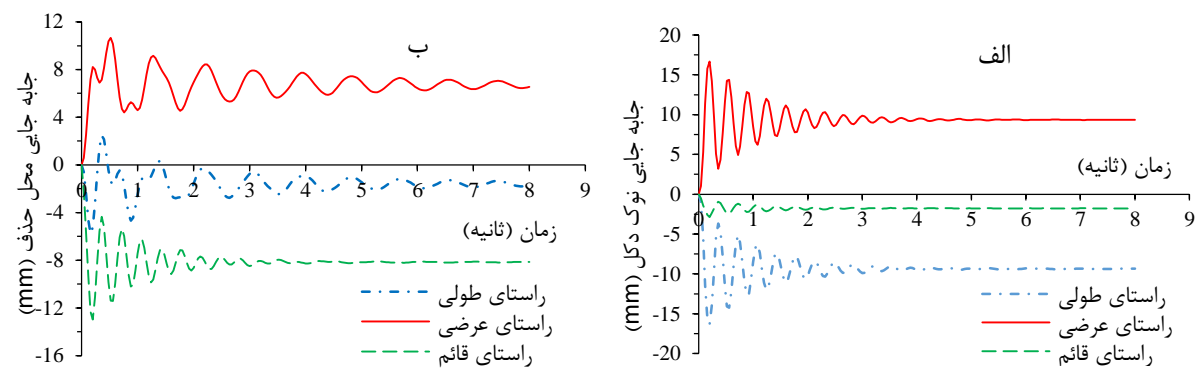 الف
جابه جایی نوک دکل (mm)
20
15
10
5
0
-5
-10
-15
-20
0 1 2 3 4 5 6 7 8 9
زمان (ثانیه)
راستای طولی
راستای عرضی
راستای قائم
ب
جابه جایی محل حذف (mm)
12
8
4
0
-4
-8
-12
-16
0 1 2 3 4 5 6 7 8 9
زمان (ثانیه)
راستای طولی
راستای عرضی
راستای قائم